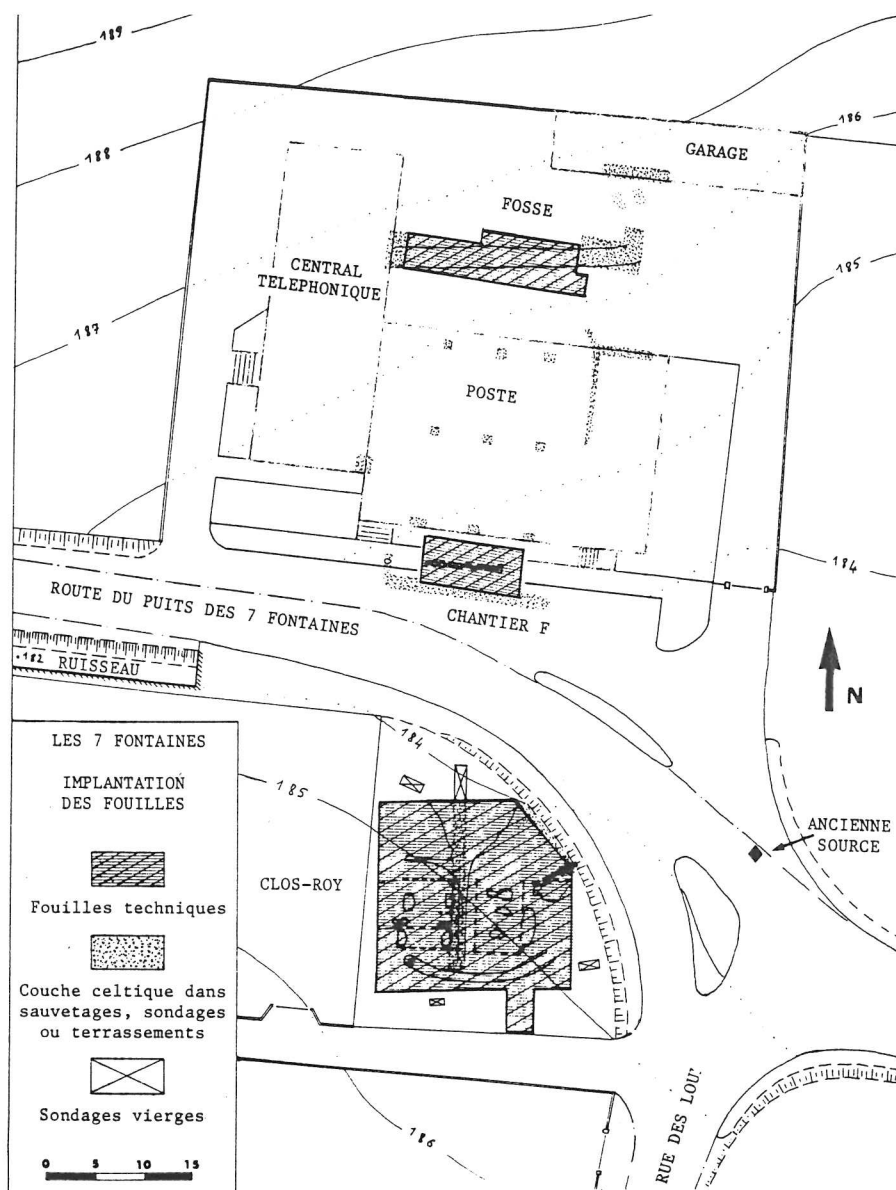 189
186
GARAGE
188
FOSSE
CENTRAL
TELEPHONIQUE
185
187
POSTE
184
ROUTE DU PUITS DES 7 FONTAINES
CHANTIER F
.182
RUISSEAU
N
LES 7 FONTAINES
IMPLANTATION
DES FOUILLES
Fouilles techniques
Couche celtique dans
sauvetages, sondages
ou terrassements
Sondages vierges
0 5 10 15
184
185
CLOS-ROY
ANCIENNE
SOURCE
186
RUE DES LOU